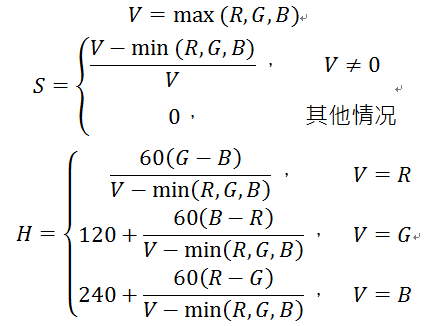 V = max (R, G, B)
S = { (V − min (R, G, B)) / V , V ≠ 0
0 , 其他情况
H = { 60(G − B) / (V − min(R, G, B)) , V = R
120 + 60(B − R) / (V − min(R, G, B)) , V = G
240 + 60(R − G) / (V − min(R, G, B)) , V = B